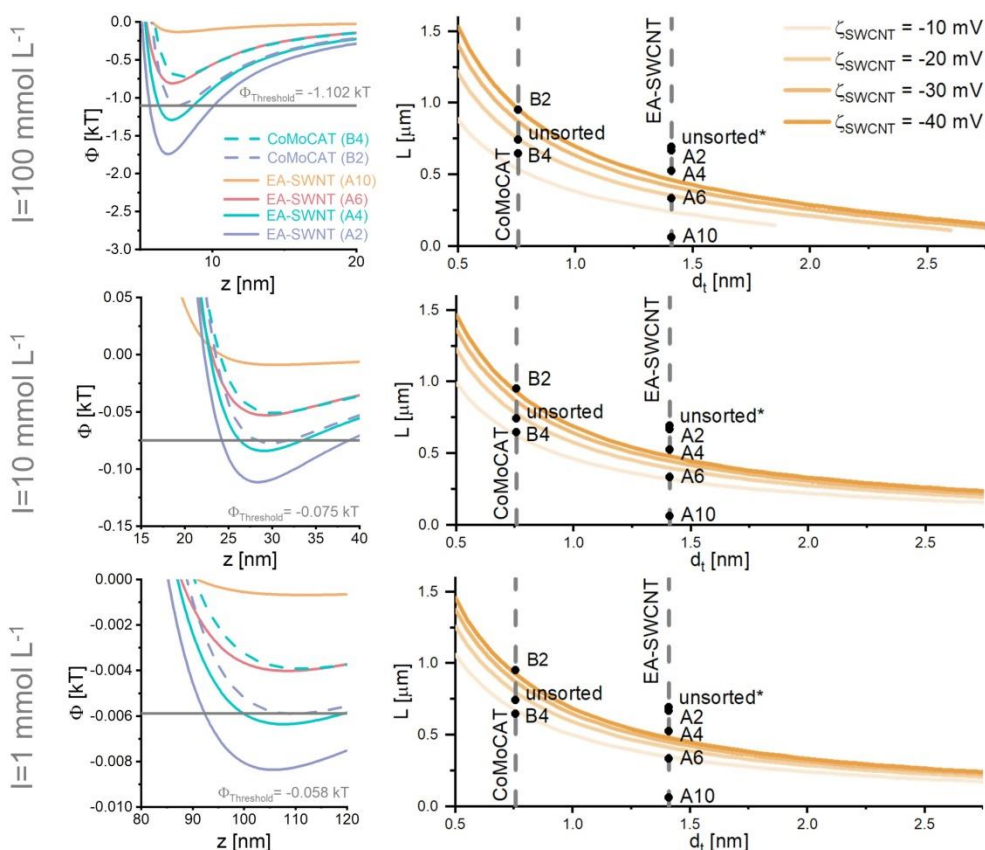 I=100 mmol L-1
Φ [kT]
0.0
-0.5
-1.0
-1.5
-2.0
-2.5
-3.0
ΦThreshold= -1.102 kT
CoMoCAT (B4)
CoMoCAT (B2)
EA-SWNT (A10)
EA-SWNT (A6)
EA-SWNT (A4)
EA-SWNT (A2)
10
20
z [nm]
L [μm]
1.5
1.0
0.5
0.0
CoMoCAT
B2
unsorted
B4
EA-SWCNT
unsorted*
A2
A4
A6
A10
ζSWCNT = -10 mV
ζSWCNT = -20 mV
ζSWCNT = -30 mV
ζSWCNT = -40 mV
0.5
1.0
1.5
2.0
2.5
dt [nm]
I=10 mmol L-1
Φ [kT]
0.05
0.00
-0.05
-0.10
-0.15
ΦThreshold= -0.075 kT
15
20
25
30
35
40
z [nm]
L [μm]
1.5
1.0
0.5
0.0
CoMoCAT
B2
unsorted
B4
EA-SWCNT
unsorted*
A2
A4
A6
A10
0.5
1.0
1.5
2.0
2.5
dt [nm]
I=1 mmol L-1
Φ [kT]
0.000
-0.002
-0.004
-0.006
-0.008
-0.010
ΦThreshold= -0.058 kT
80
90
100
110
120
z [nm]
L [μm]
1.5
1.0
0.5
0.0
CoMoCAT
B2
unsorted
B4
EA-SWCNT
unsorted*
A2
A4
A6
A10
0.5
1.0
1.5
2.0
2.5
dt [nm]